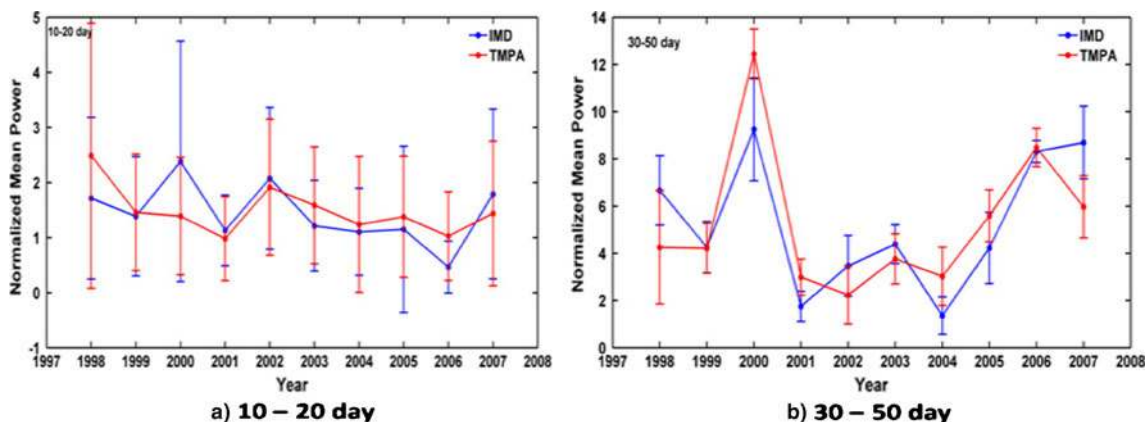 10-20 day
IMD
TMPA
Normalized Mean Power
5
4
3
2
1
0
-1
1997 1998 1999 2000 2001 2002 2003 2004 2005 2006 2007 2008
Year
a) 10 – 20 day
30-50 day
IMD
TMPA
Normalized Mean Power
14
12
10
8
6
4
2
0
1997 1998 1999 2000 2001 2002 2003 2004 2005 2006 2007 2008
Year
b) 30 – 50 day